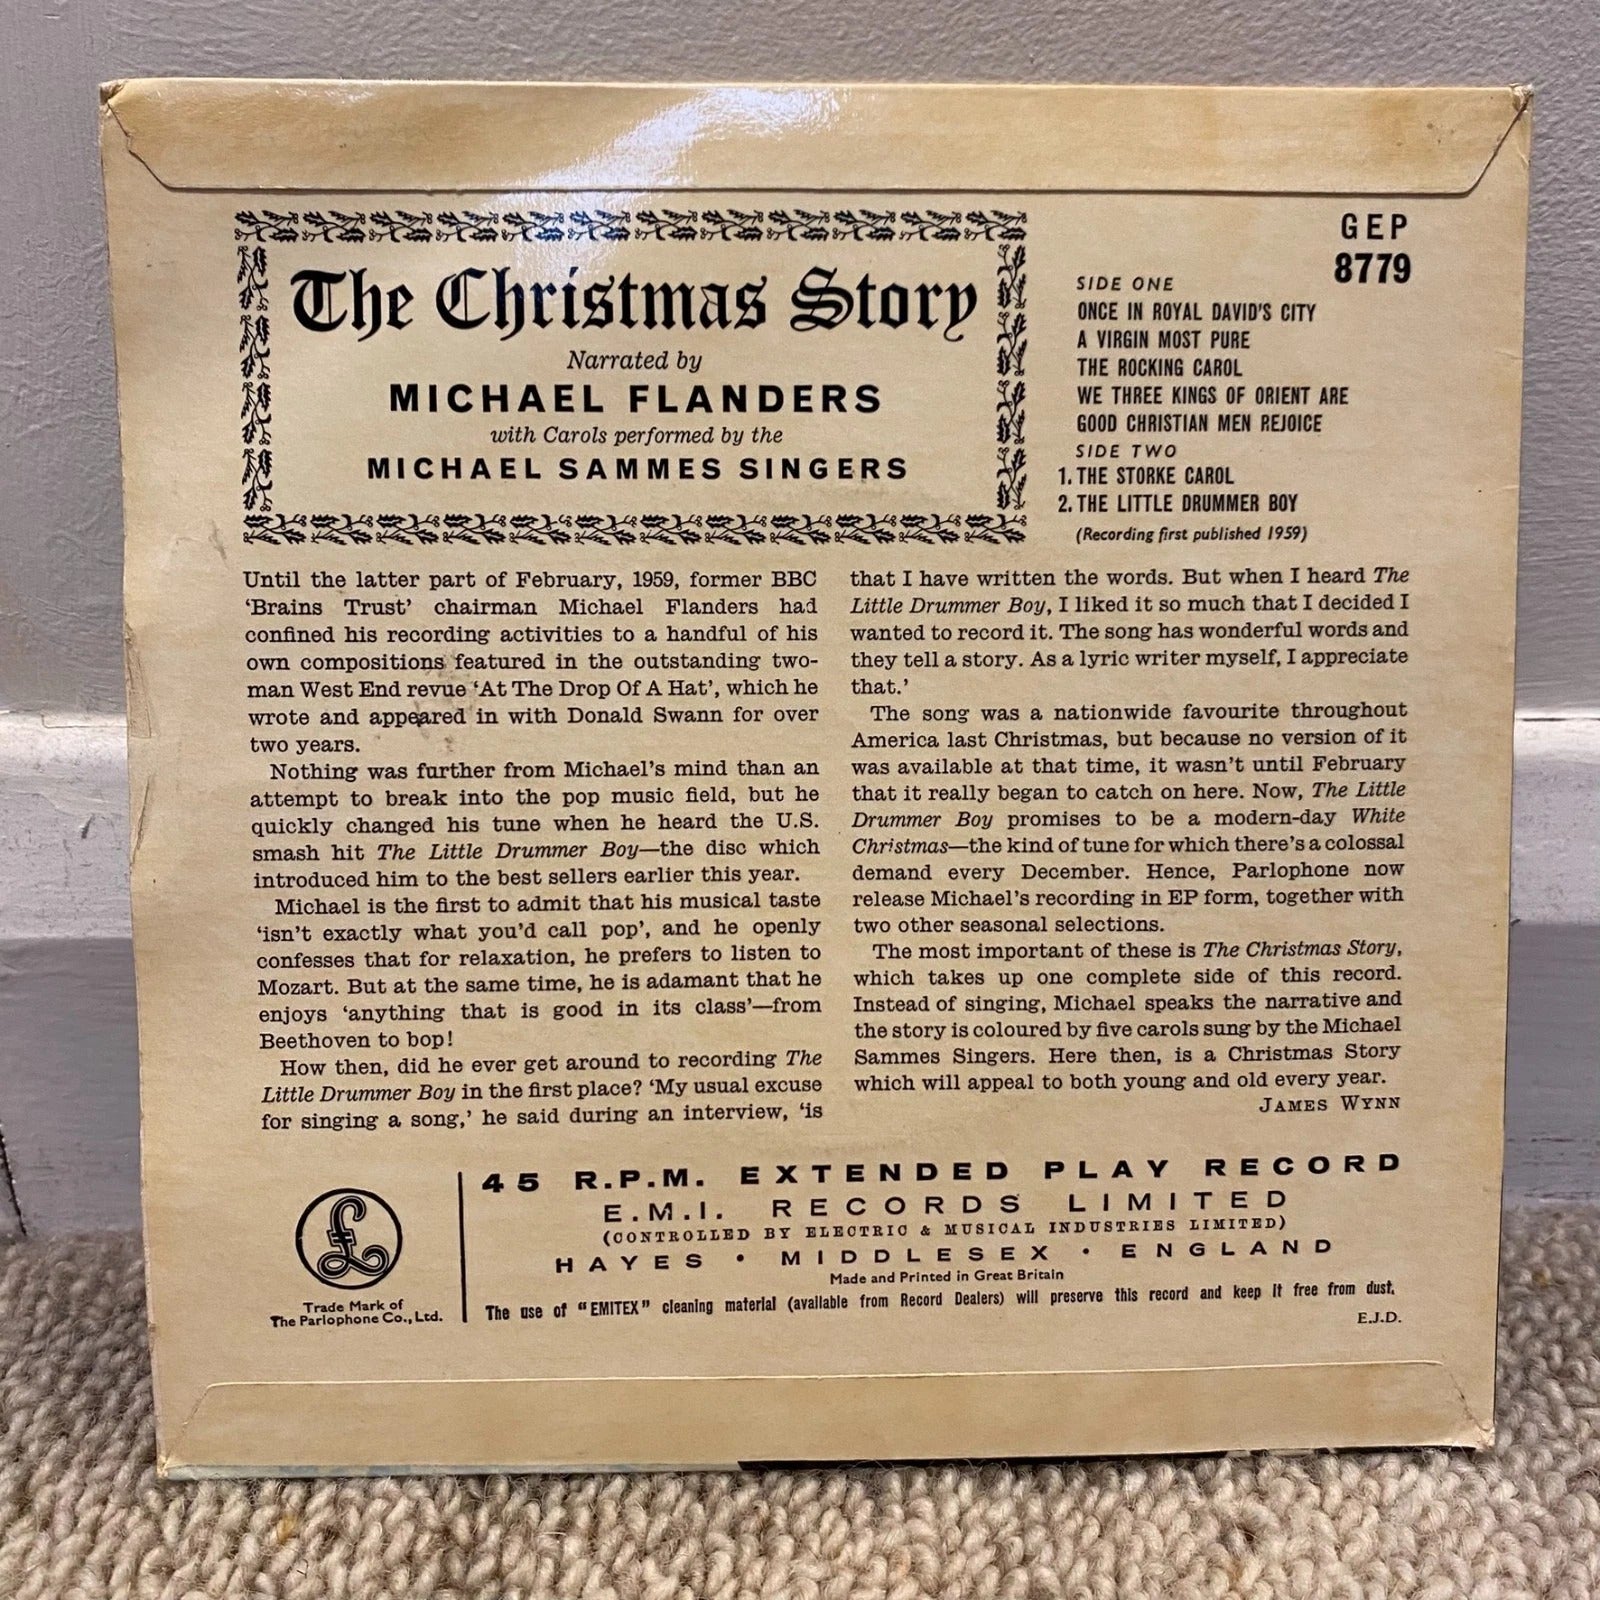 The Christmas Story
Narrated by
MICHAEL FLANDERS
with Carols performed by the
MICHAEL SAMMES SINGERS
GEP
8779
SIDE ONE
ONCE IN ROYAL DAVID'S CITY
A VIRGIN MOST PURE
THE ROCKING CAROL
WE THREE KINGS OF ORIENT ARE
GOOD CHRISTIAN MEN REJOICE
SIDE TWO
1. THE STORKE CAROL
2. THE LITTLE DRUMMER BOY
(Recording first published 1959)
Until the latter part of February, 1959, former BBC
‘Brains Trust’ chairman Michael Flanders had
confined his recording activities to a handful of his
own compositions featured in the outstanding two-
man West End revue ‘At The Drop Of A Hat’, which he
wrote and appeared in with Donald Swann for over
two years.
Nothing was further from Michael's mind than an
attempt to break into the pop music field, but he
quickly changed his tune when he heard the U.S.
smash hit The Little Drummer Boy—the disc which
introduced him to the best sellers earlier this year.
Michael is the first to admit that his musical taste
‘isn't exactly what you'd call pop’, and he openly
confesses that for relaxation, he prefers to listen to
Mozart. But at the same time, he is adamant that he
enjoys ‘anything that is good in its class’—from
Beethoven to bop!
How then, did he ever get around to recording The
Little Drummer Boy in the first place? ‘My usual excuse
for singing a song,’ he said during an interview, ‘is
that I have written the words. But when I heard The
Little Drummer Boy, I liked it so much that I decided I
wanted to record it. The song has wonderful words and
they tell a story. As a lyric writer myself, I appreciate
that.’
The song was a nationwide favourite throughout
America last Christmas, but because no version of it
was available at that time, it wasn't until February
that it really began to catch on here. Now, The Little
Drummer Boy promises to be a modern-day White
Christmas—the kind of tune for which there's a colossal
demand every December. Hence, Parlophone now
release Michael's recording in EP form, together with
two other seasonal selections.
The most important of these is The Christmas Story,
which takes up one complete side of this record.
Instead of singing, Michael speaks the narrative and
the story is coloured by five carols sung by the Michael
Sammes Singers. Here then, is a Christmas Story
which will appeal to both young and old every year.
JAMES WYNN
£
Trade Mark of
The Parlophone Co., Ltd.
45 R.P.M. EXTENDED PLAY RECORD
E.M.I. RECORDS LIMITED
(CONTROLLED BY ELECTRIC & MUSICAL INDUSTRIES LIMITED)
HAYES • MIDDLESEX • ENGLAND
Made and Printed in Great Britain
The use of "EMITEX" cleaning material (available from Record Dealers) will preserve this record and keep it free from dust.
E.J.D.